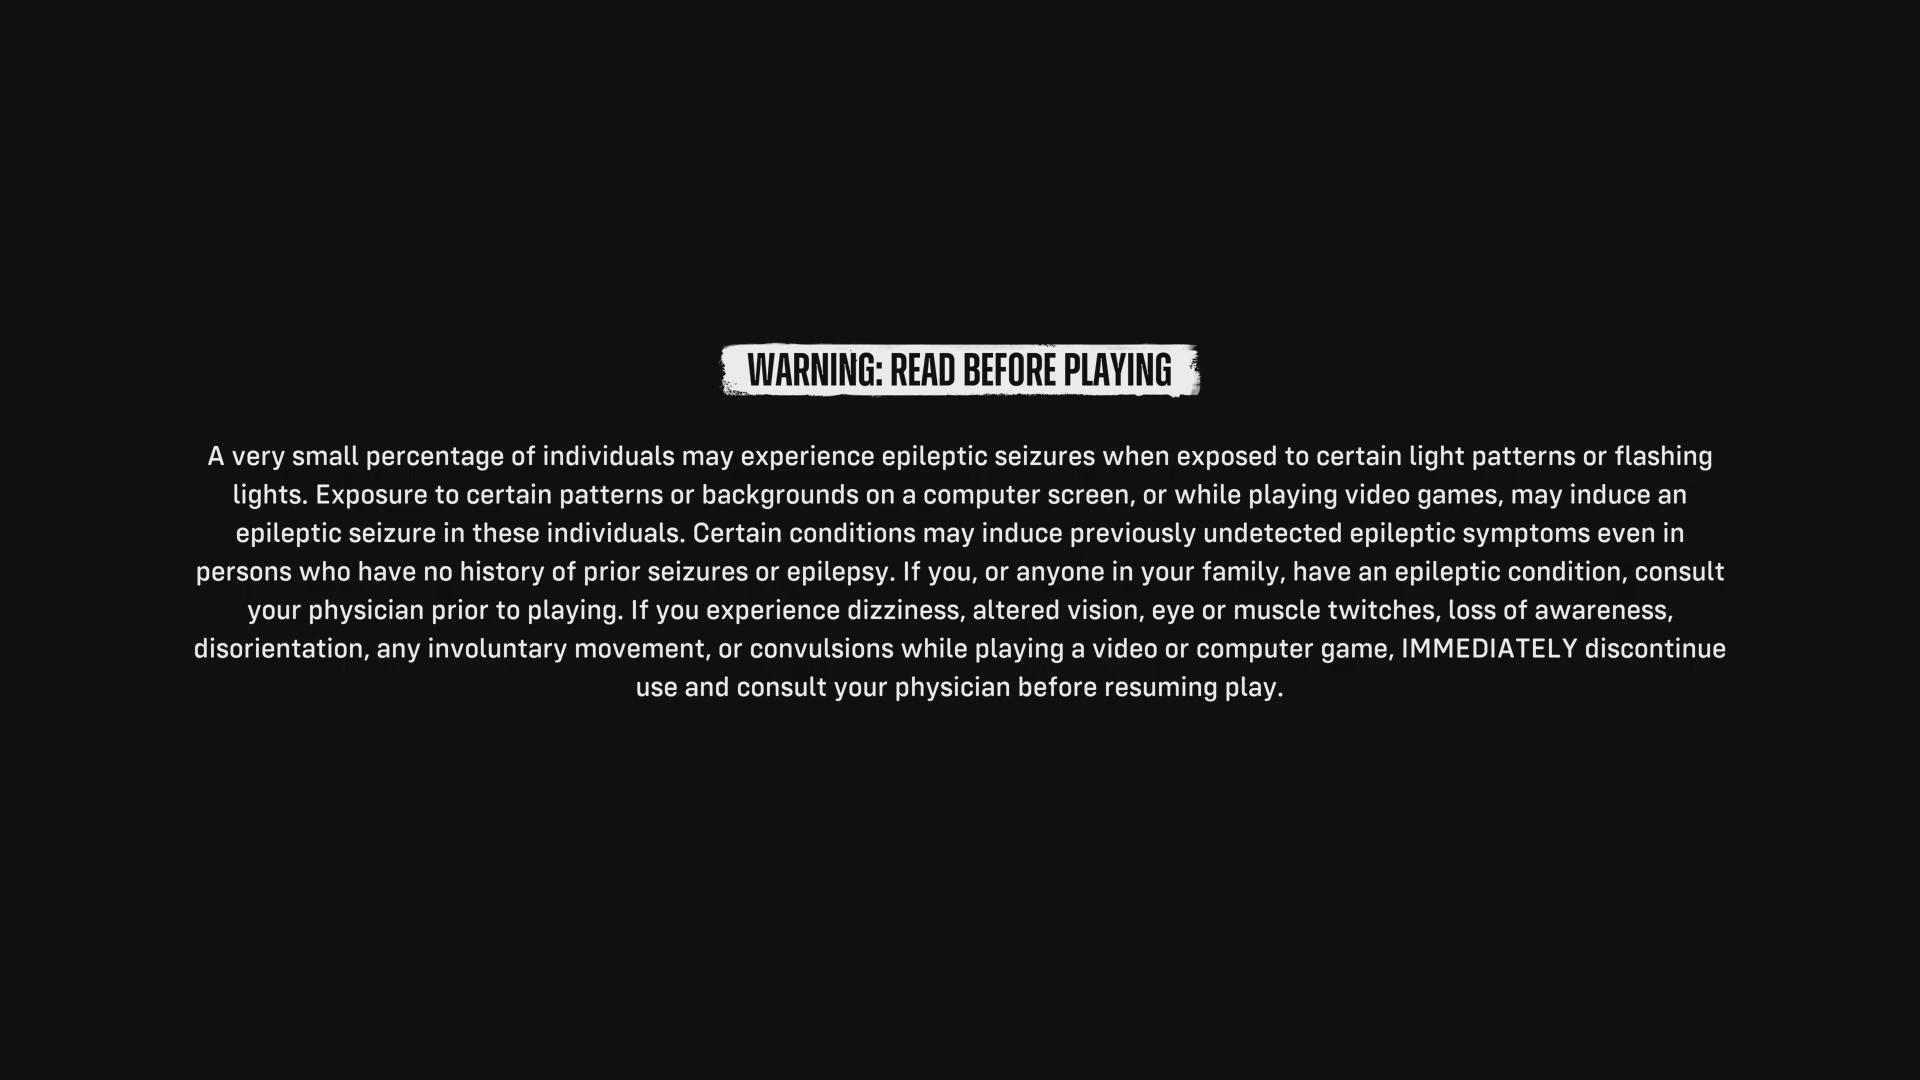 WARNING: READ BEFORE PLAYING
A very small percentage of individuals may experience epileptic seizures when exposed to certain light patterns or flashing
lights. Exposure to certain patterns or backgrounds on a computer screen, or while playing video games, may induce an
epileptic seizure in these individuals. Certain conditions may induce previously undetected epileptic symptoms even in
persons who have no history of prior seizures or epilepsy. If you, or anyone in your family, have an epileptic condition, consult
your physician prior to playing. If you experience dizziness, altered vision, eye or muscle twitches, loss of awareness,
disorientation, any involuntary movement, or convulsions while playing a video or computer game, IMMEDIATELY discontinue
use and consult your physician before resuming play.